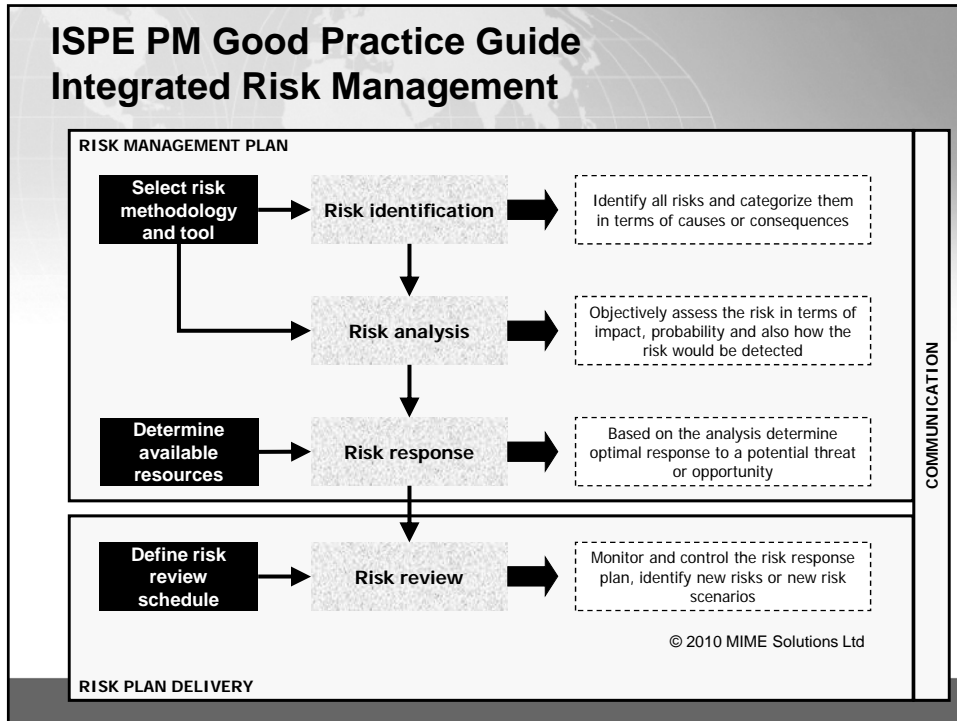 ISPE PM Good Practice Guide
Integrated Risk Management
RISK MANAGEMENT PLAN
Select risk
methodology
and tool
Risk identification
Identify all risks and categorize them
in terms of causes or consequences
Risk analysis
Objectively assess the risk in terms of
impact, probability and also how the
risk would be detected
Determine
available
resources
Risk response
Based on the analysis determine
optimal response to a potential threat
or opportunity
COMMUNICATION
Define risk
review
schedule
Risk review
Monitor and control the risk response
plan, identify new risks or new risk
scenarios
© 2010 MIME Solutions Ltd
RISK PLAN DELIVERY